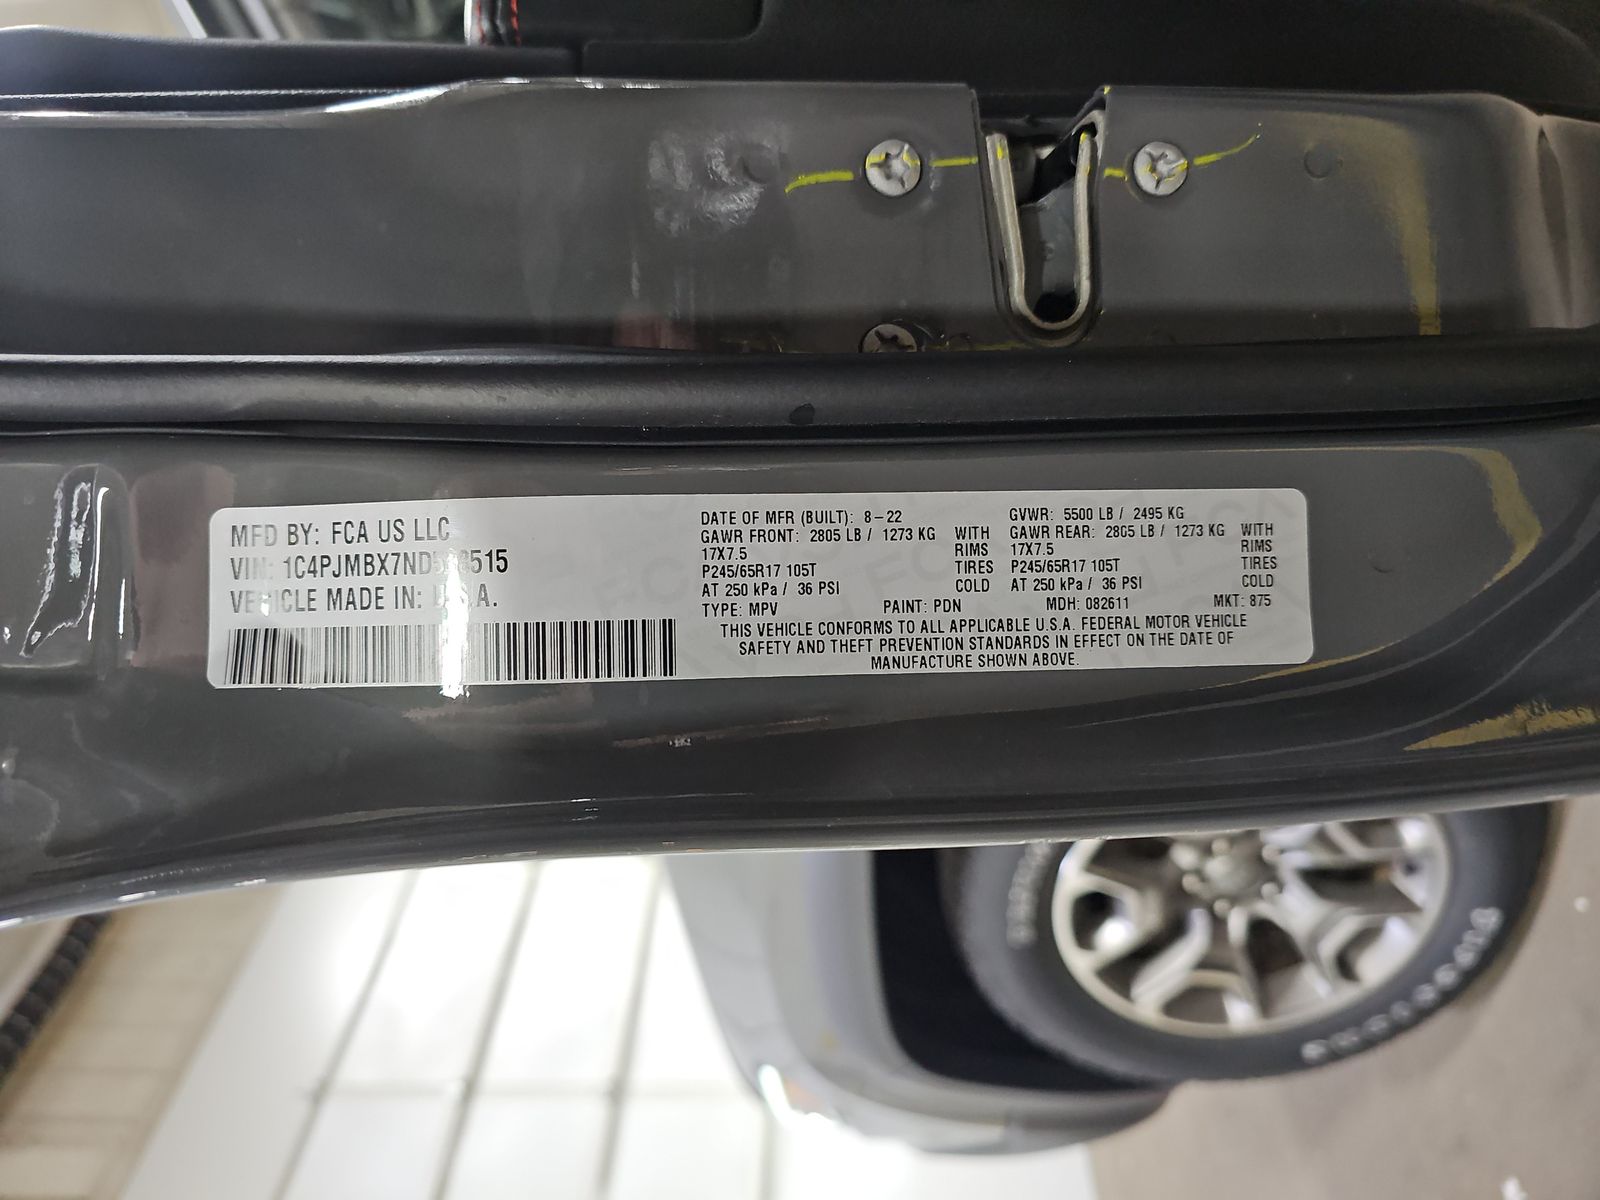 MFD BY: FCA US LLC
VIN: 1C4PJMBX7ND5 8515
VEHICLE MADE IN: U.S.A.
DATE OF MFR (BUILT): 8-22 GVWR: 5500 LB / 2495 KG
GAWR FRONT: 2805 LB / 1273 KG WITH GAWR REAR: 2805 LB / 1273 KG WITH
17X7.5 RIMS 17X7.5 RIMS
P245/65R17 105T TIRES P245/65R17 105T TIRES
AT 250 kPa / 36 PSI COLD AT 250 kPa / 36 PSI COLD
TYPE: MPV PAINT: PDN MDH: 082611 MKT: 875
THIS VEHICLE CONFORMS TO ALL APPLICABLE U.S.A. FEDERAL MOTOR VEHICLE
SAFETY AND THEFT PREVENTION STANDARDS IN EFFECT ON THE DATE OF
MANUFACTURE SHOWN ABOVE.